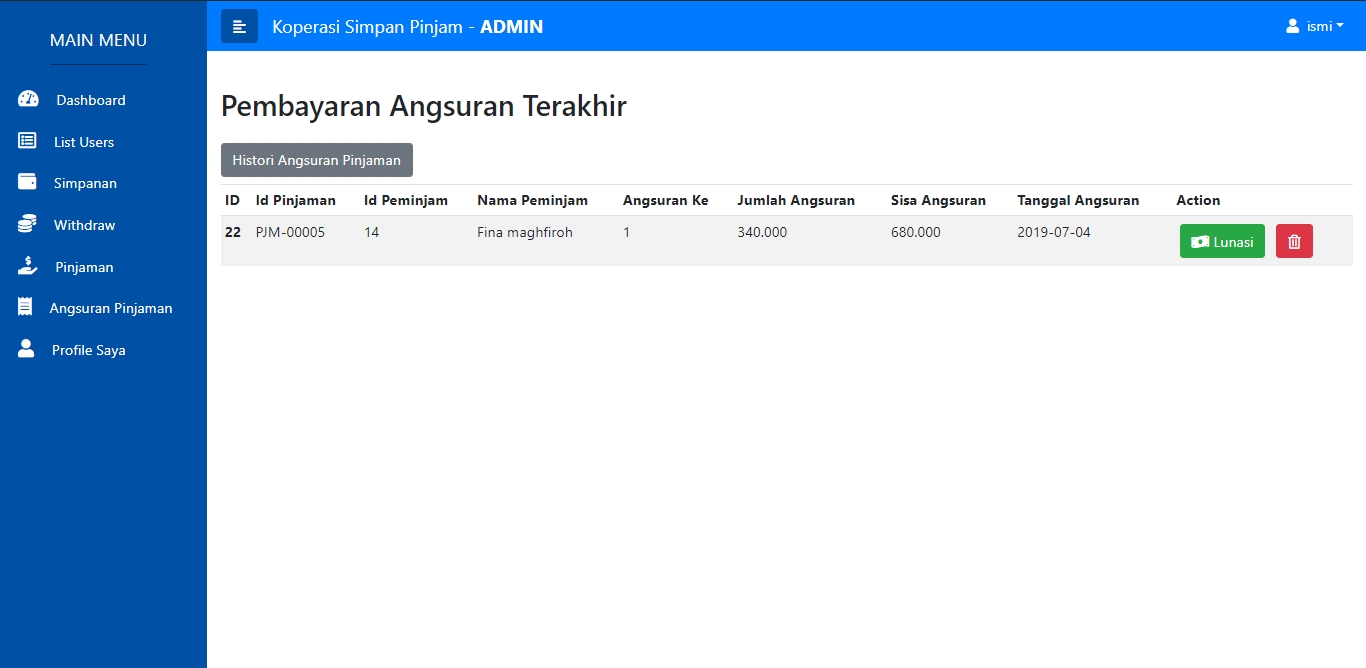 MAIN MENU
Dashboard
List Users
Simpanan
Withdraw
Pinjaman
Angsuran Pinjaman
Profile Saya
Koperasi Simpan Pinjam - ADMIN
ismi
Pembayaran Angsuran Terakhir
Histori Angsuran Pinjaman
ID Id Pinjaman Id Peminjam Nama Peminjam Angsuran Ke Jumlah Angsuran Sisa Angsuran Tanggal Angsuran Action
22 PJM-00005 14 Fina maghfiroh 1 340.000 680.000 2019-07-04 Lunasi